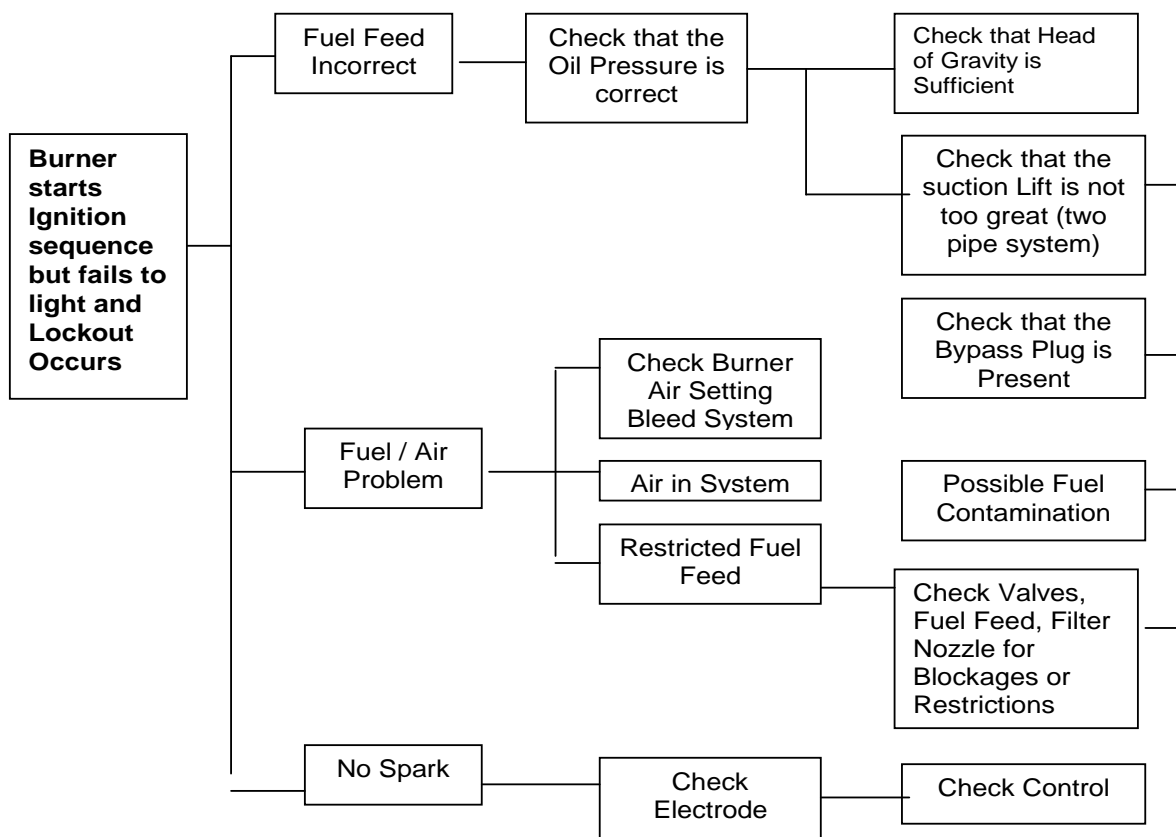 Burner
starts
Ignition
sequence
but fails to
light and
Lockout
Occurs
Fuel Feed
Incorrect
Check that the
Oil Pressure is
correct
Check that Head
of Gravity is
Sufficient
Check that the
suction Lift is not
too great (two
pipe system)
Check that the
Bypass Plug is
Present
Fuel / Air
Problem
Check Burner
Air Setting
Bleed System
Air in System
Restricted Fuel
Feed
Possible Fuel
Contamination
Check Valves,
Fuel Feed, Filter
Nozzle for
Blockages or
Restrictions
No Spark
Check
Electrode
Check Control